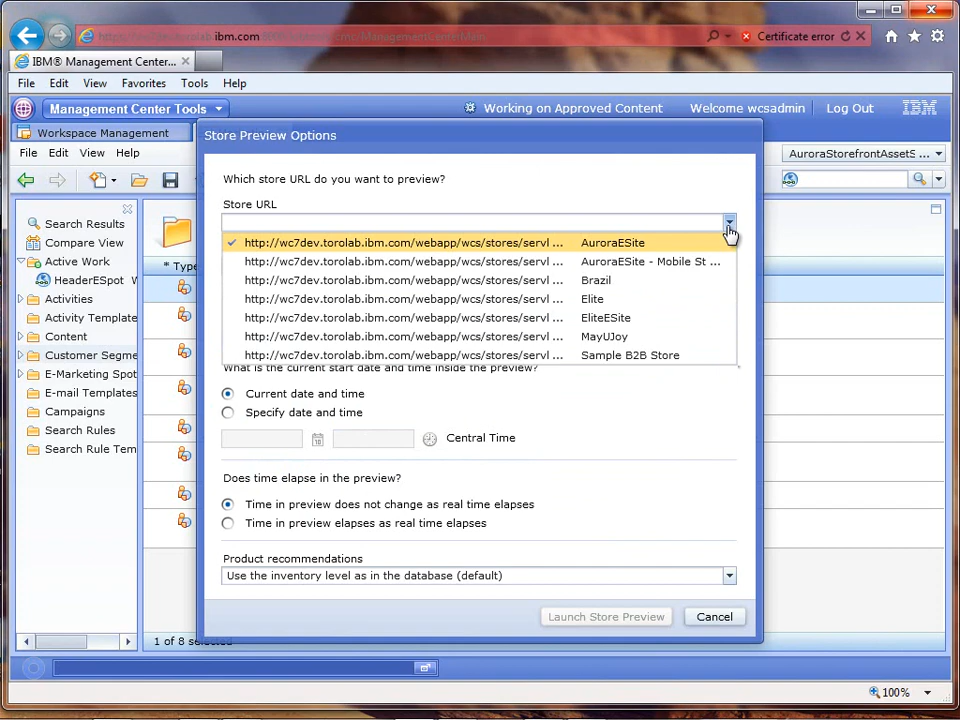 .torolab.ibm.com
Certificate error
IBM® Management Center...
File Edit View Favorites Tools Help
Management Center Tools
Working on Approved Content
Welcome wcsadmin
Log Out
IBM
Workspace Management
Store Preview Options
File Edit View Help
AuroraStorefrontAssetS ...
Which store URL do you want to preview?
Store URL
Search Results
Compare View
Active Work
HeaderESpot W
Activities
Activity Template
Content
Customer Segme
E-Marketing Spot
E-mail Templates
Campaigns
Search Rules
Search Rule Tem
* Type
http://wc7dev.torolab.ibm.com/webapp/wcs/stores/servl ... AuroraESite
http://wc7dev.torolab.ibm.com/webapp/wcs/stores/servl ... AuroraESite - Mobile St ...
http://wc7dev.torolab.ibm.com/webapp/wcs/stores/servl ... Brazil
http://wc7dev.torolab.ibm.com/webapp/wcs/stores/servl ... Elite
http://wc7dev.torolab.ibm.com/webapp/wcs/stores/servl ... EliteESite
http://wc7dev.torolab.ibm.com/webapp/wcs/stores/servl ... MayUJoy
http://wc7dev.torolab.ibm.com/webapp/wcs/stores/servl ... Sample B2B Store
What is the current start date and time inside the preview?
Current date and time
Specify date and time
Central Time
Does time elapse in the preview?
Time in preview does not change as real time elapses
Time in preview elapses as real time elapses
Product recommendations
Use the inventory level as in the database (default)
Launch Store Preview
Cancel
1 of 8 selected
100%